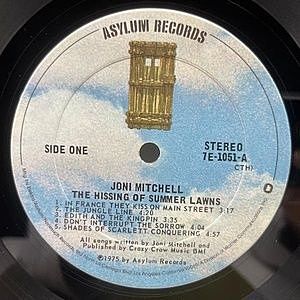 ASYLUM RECORDS
SIDE ONE
STEREO
7E-1051-A
(CTH)
JONI MITCHELL
THE HISSING OF SUMMER LAWNS
1. IN FRANCE THEY KISS ON MAIN STREET 3:17
2. THE JUNGLE LINE 4:20
3. EDITH AND THE KINGPIN 3:35
4. DON'T INTERRUPT THE SORROW 4:04
5. SHADES OF SCARLETT CONQUERING 4:57
All songs written by Joni Mitchell and
Published by Crazy Crow Music BMI
©1975 by Asylum Records